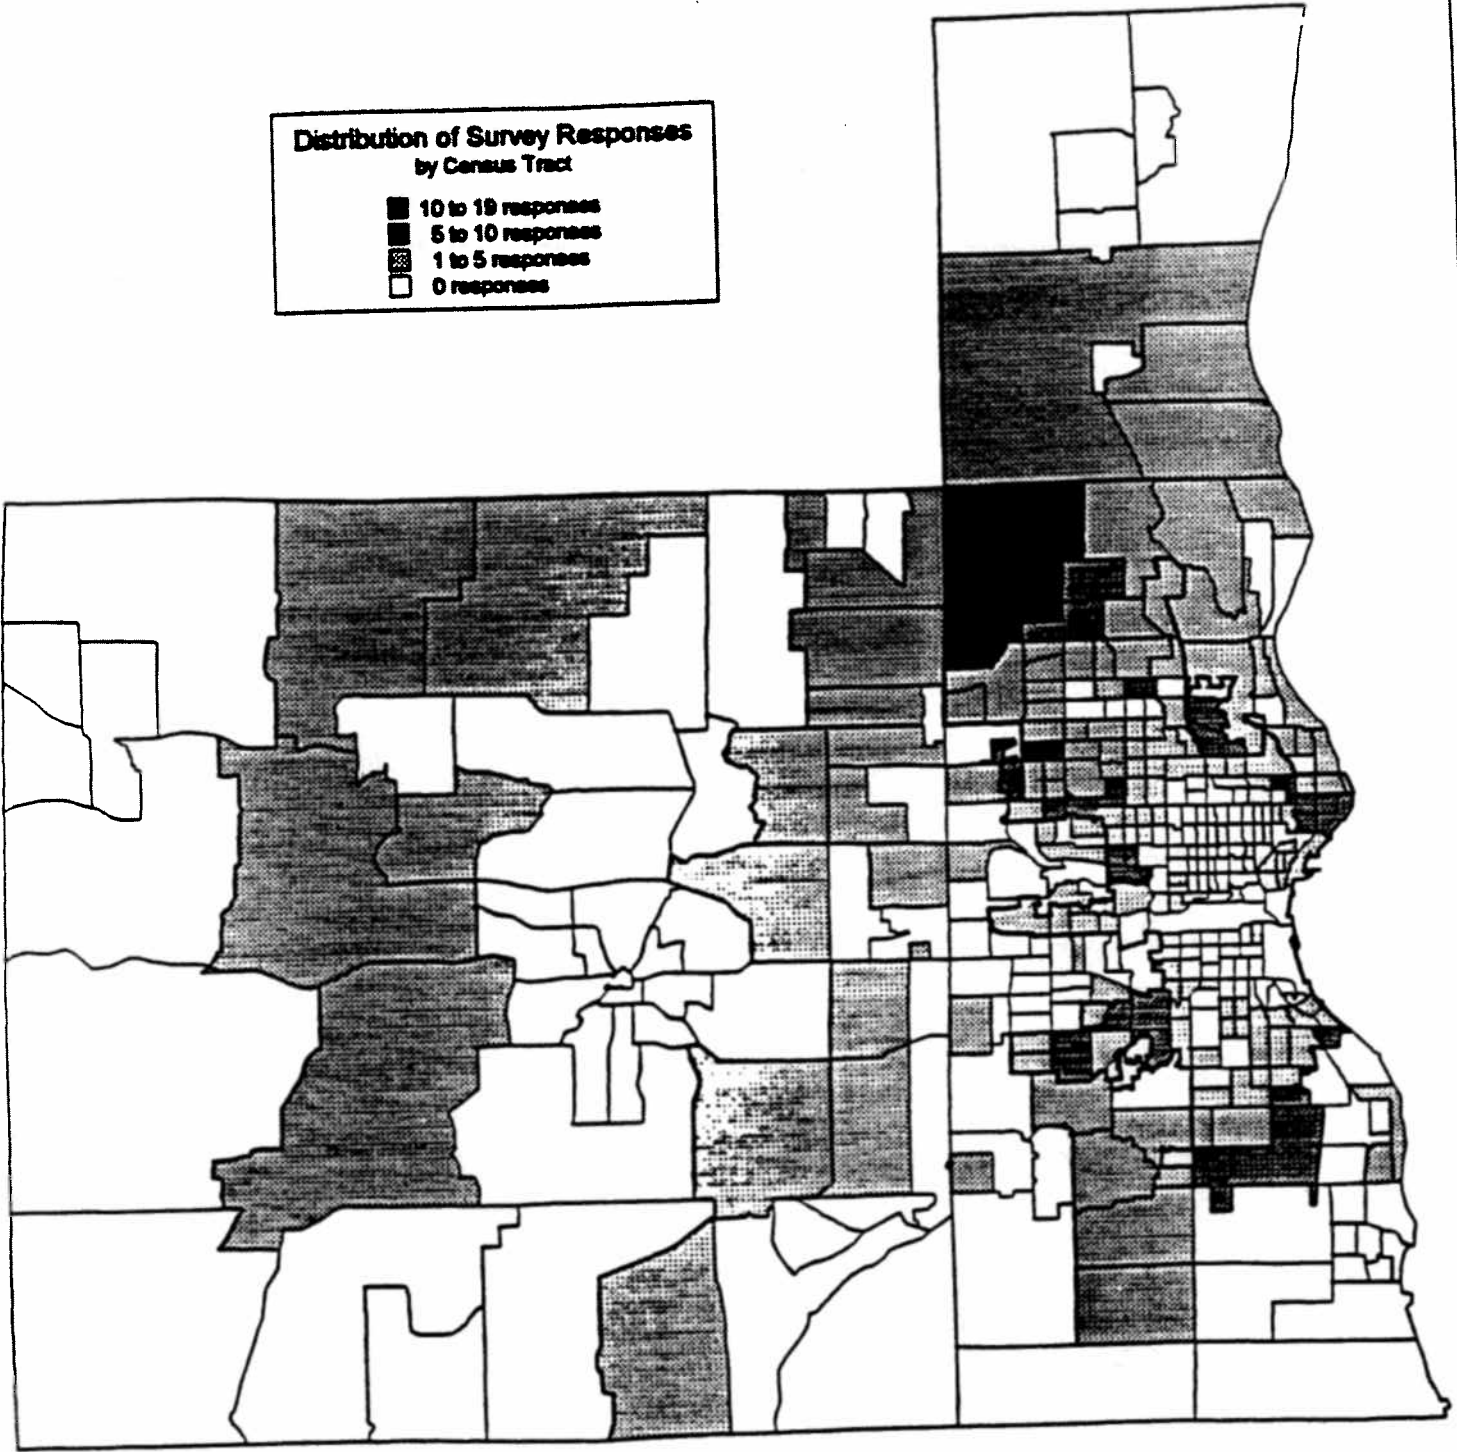 Distribution of Survey Responses
by Census Tract
10 to 19 responses
5 to 10 responses
1 to 5 responses
0 responses